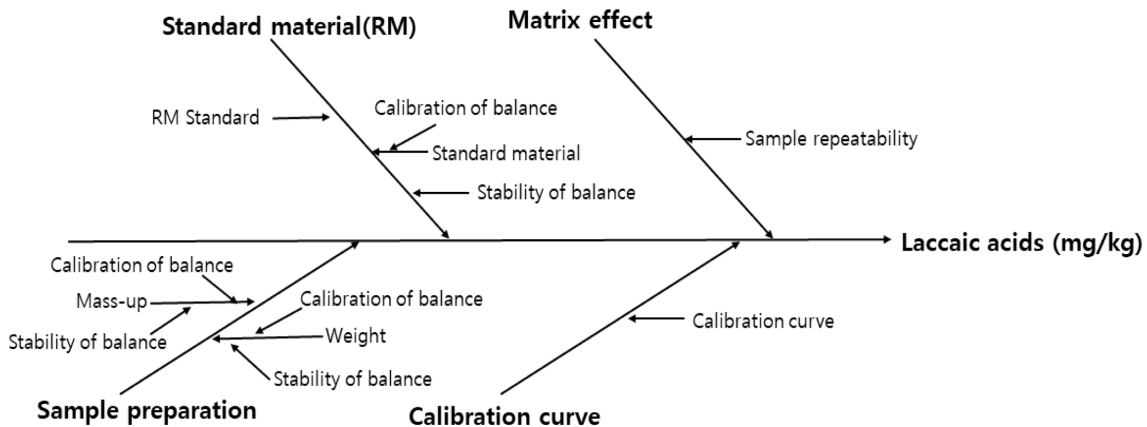 Standard material(RM)
Matrix effect
RM Standard
Calibration of balance
Standard material
Sample repeatability
Stability of balance
Laccaic acids (mg/kg)
Calibration of balance
Mass-up
Calibration of balance
Stability of balance
Weight
Calibration curve
Stability of balance
Sample preparation
Calibration curve